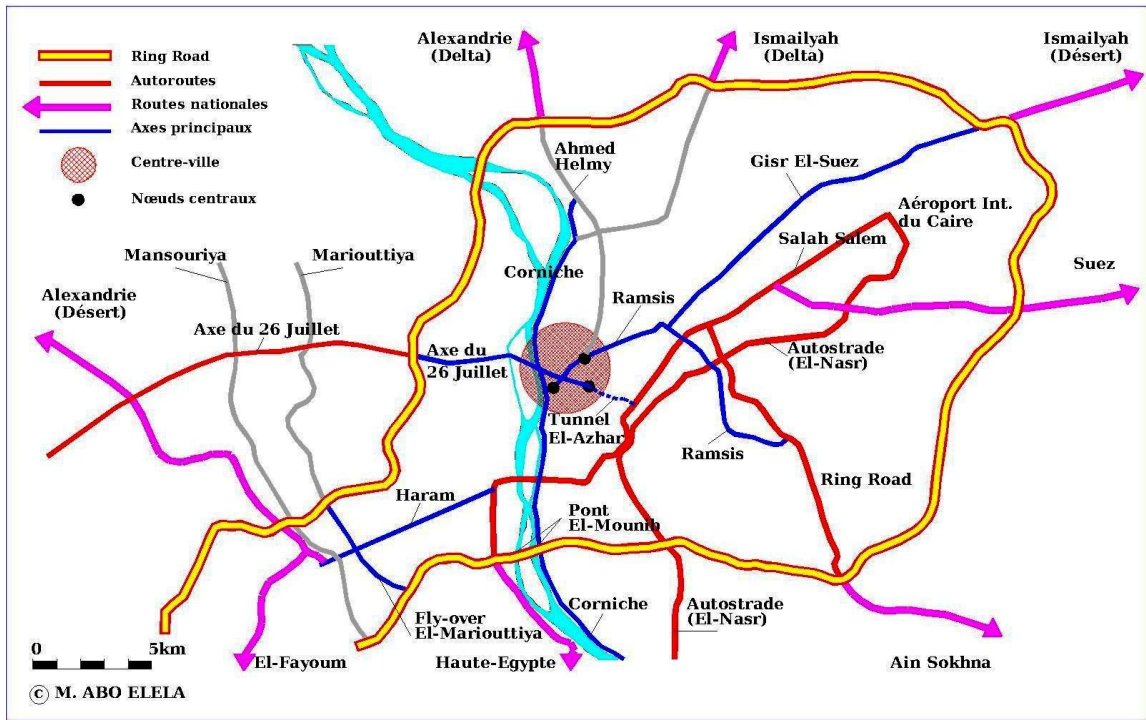 Ring Road
Autoroutes
Routes nationales
Axes principaux
Centre-ville
Nœuds centraux
Alexandrie
(Delta)
Ismailyah
(Delta)
Ismailyah
(Désert)
Ahmed
Helmy
Gisr El-Suez
Aéroport Int.
du Caire
Mansouriya
Mariouttiya
Salah Salem
Corniche
Suez
Alexandrie
(Désert)
Ramsis
Axe du 26 Juillet
Axe du
26 Juillet
Autostrade
(El-Nasr)
Tunnel
El-Azhar
Ramsis
Ring Road
Haram
Pont
El-Mounib
Corniche
Autostrade
(El-Nasr)
Fly-over
El-Mariouttiya
0
5km
El-Fayoum
Haute-Egypte
Ain Sokhna
© M. ABO ELELA